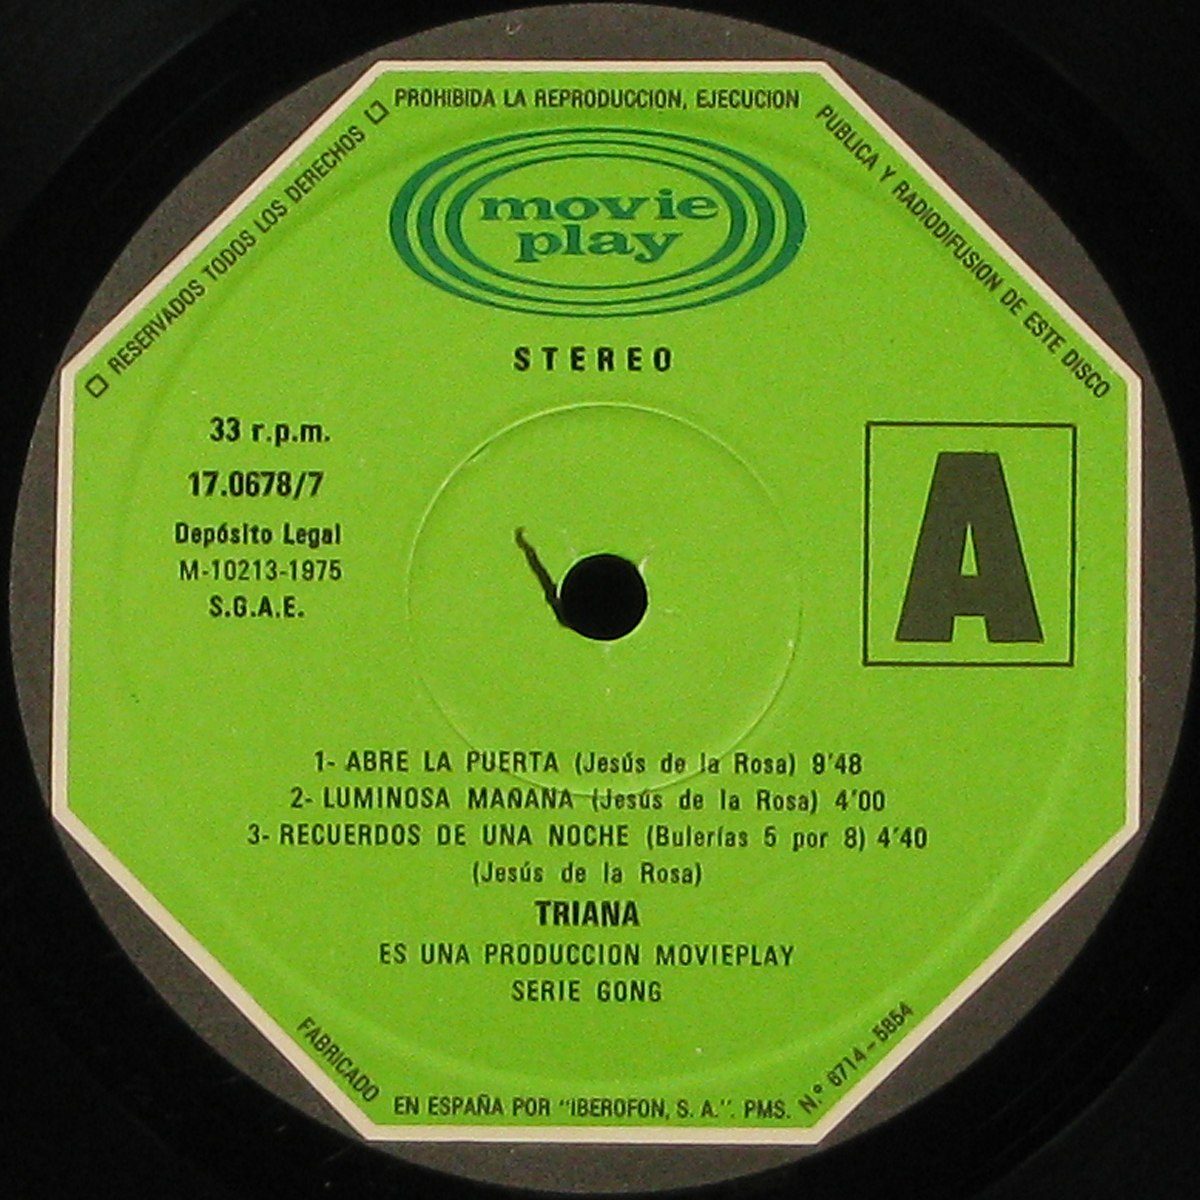 □ RESERVADOS TODOS LOS DERECHOS □ PROHIBIDA LA REPRODUCCION, EJECUCION PUBLICA Y RADIODIFUSION DE ESTE DISCO
movie
play
STEREO
33 r.p.m.
17.0678/7
Depósito Legal
M-10213-1975
S.G.A.E.
A
1- ABRE LA PUERTA (Jesús de la Rosa) 9'48
2- LUMINOSA MAÑANA (Jesús de la Rosa) 4'00
3- RECUERDOS DE UNA NOCHE (Bulerías 5 por 8) 4'40
(Jesús de la Rosa)
TRIANA
ES UNA PRODUCCION MOVIEPLAY
SERIE GONG
FABRICADO EN ESPAÑA POR "IBEROFON, S. A.". PMS. N.° 6714-5854